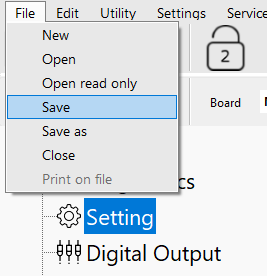 File Edit Utility Settings Service
New
Open
Open read only
Save
Save as
Close
Print on file
2
Board
Setting
Digital Output